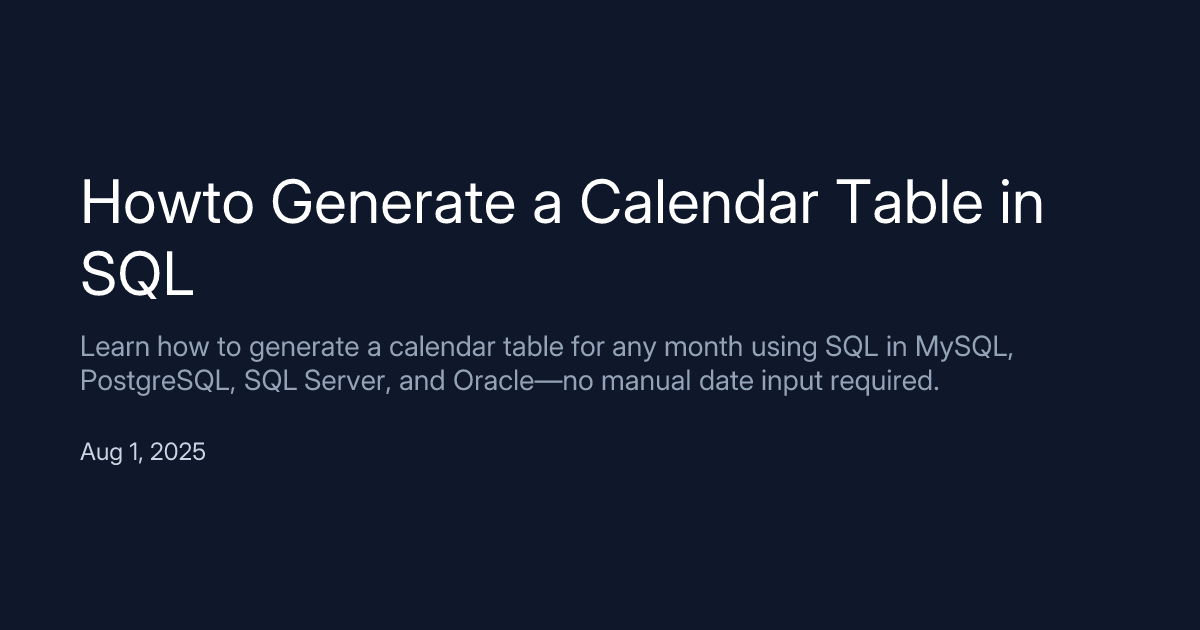 Howto Generate a Calendar Table in
SQL
Learn how to generate a calendar table for any month using SQL in MySQL,
PostgreSQL, SQL Server, and Oracle—no manual date input required.
Aug 1, 2025